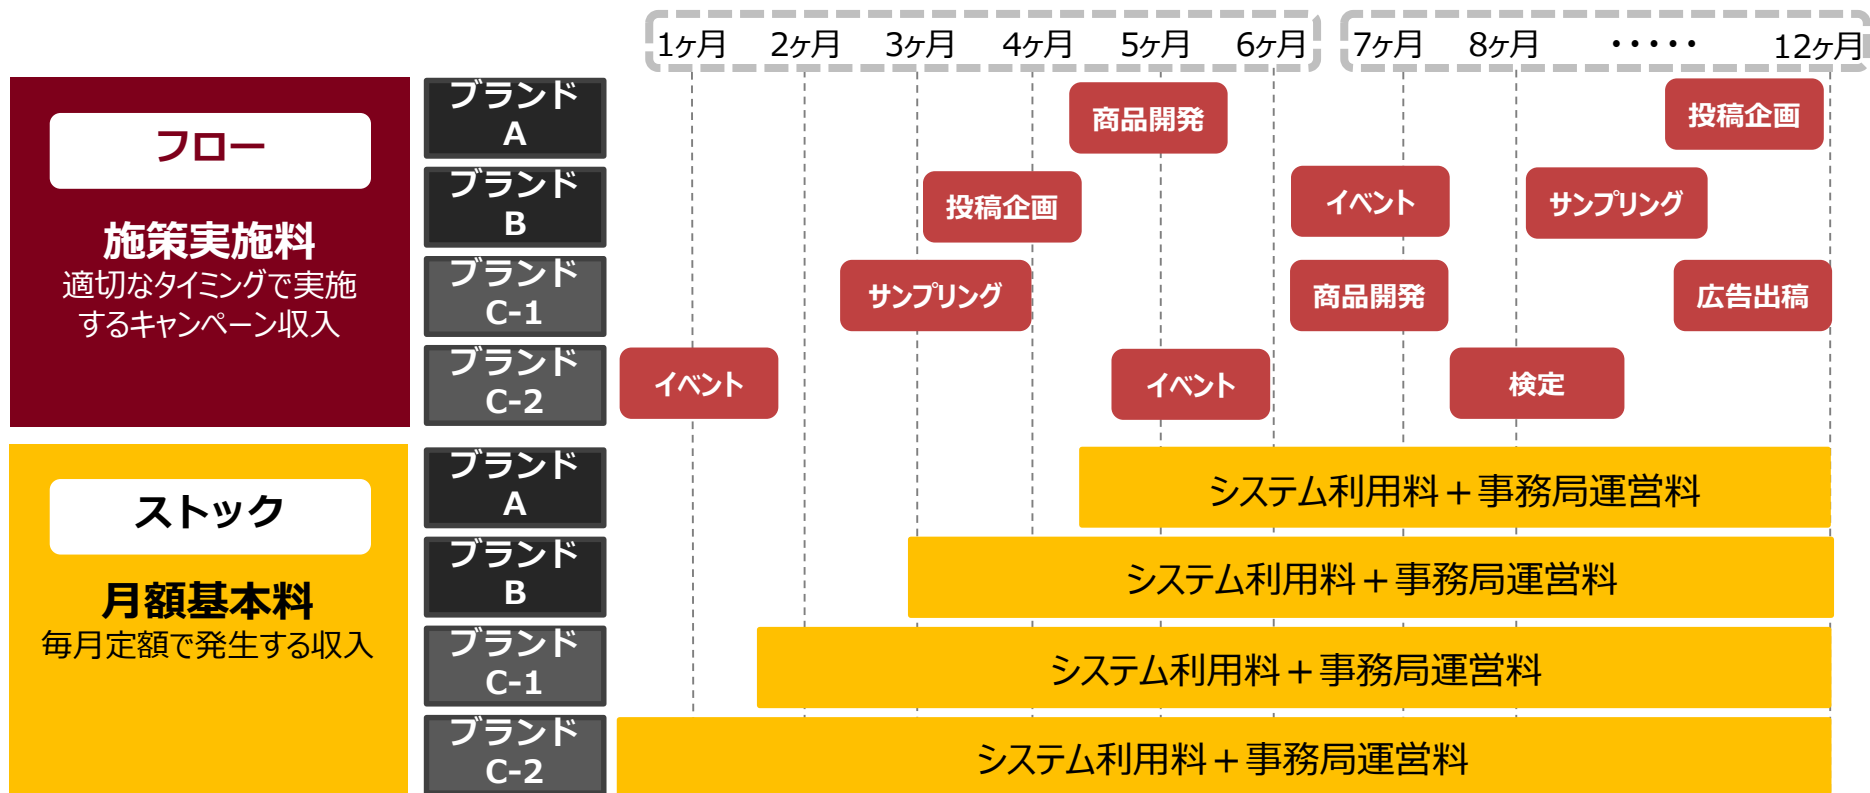 1ヶ月 2ヶ月 3ヶ月 4ヶ月 5ヶ月 6ヶ月 7ヶ月 8ヶ月 ・・・・・ 12ヶ月
フロー
施策実施料
適切なタイミングで実施
するキャンペーン収入
ブランド
A
商品開発
投稿企画
ブランド
B
投稿企画
イベント
サンプリング
ブランド
C-1
サンプリング
商品開発
広告出稿
ブランド
C-2
イベント
イベント
検定
ストック
月額基本料
毎月定額で発生する収入
ブランド
A
システム利用料＋事務局運営料
ブランド
B
システム利用料＋事務局運営料
ブランド
C-1
システム利用料＋事務局運営料
ブランド
C-2
システム利用料＋事務局運営料